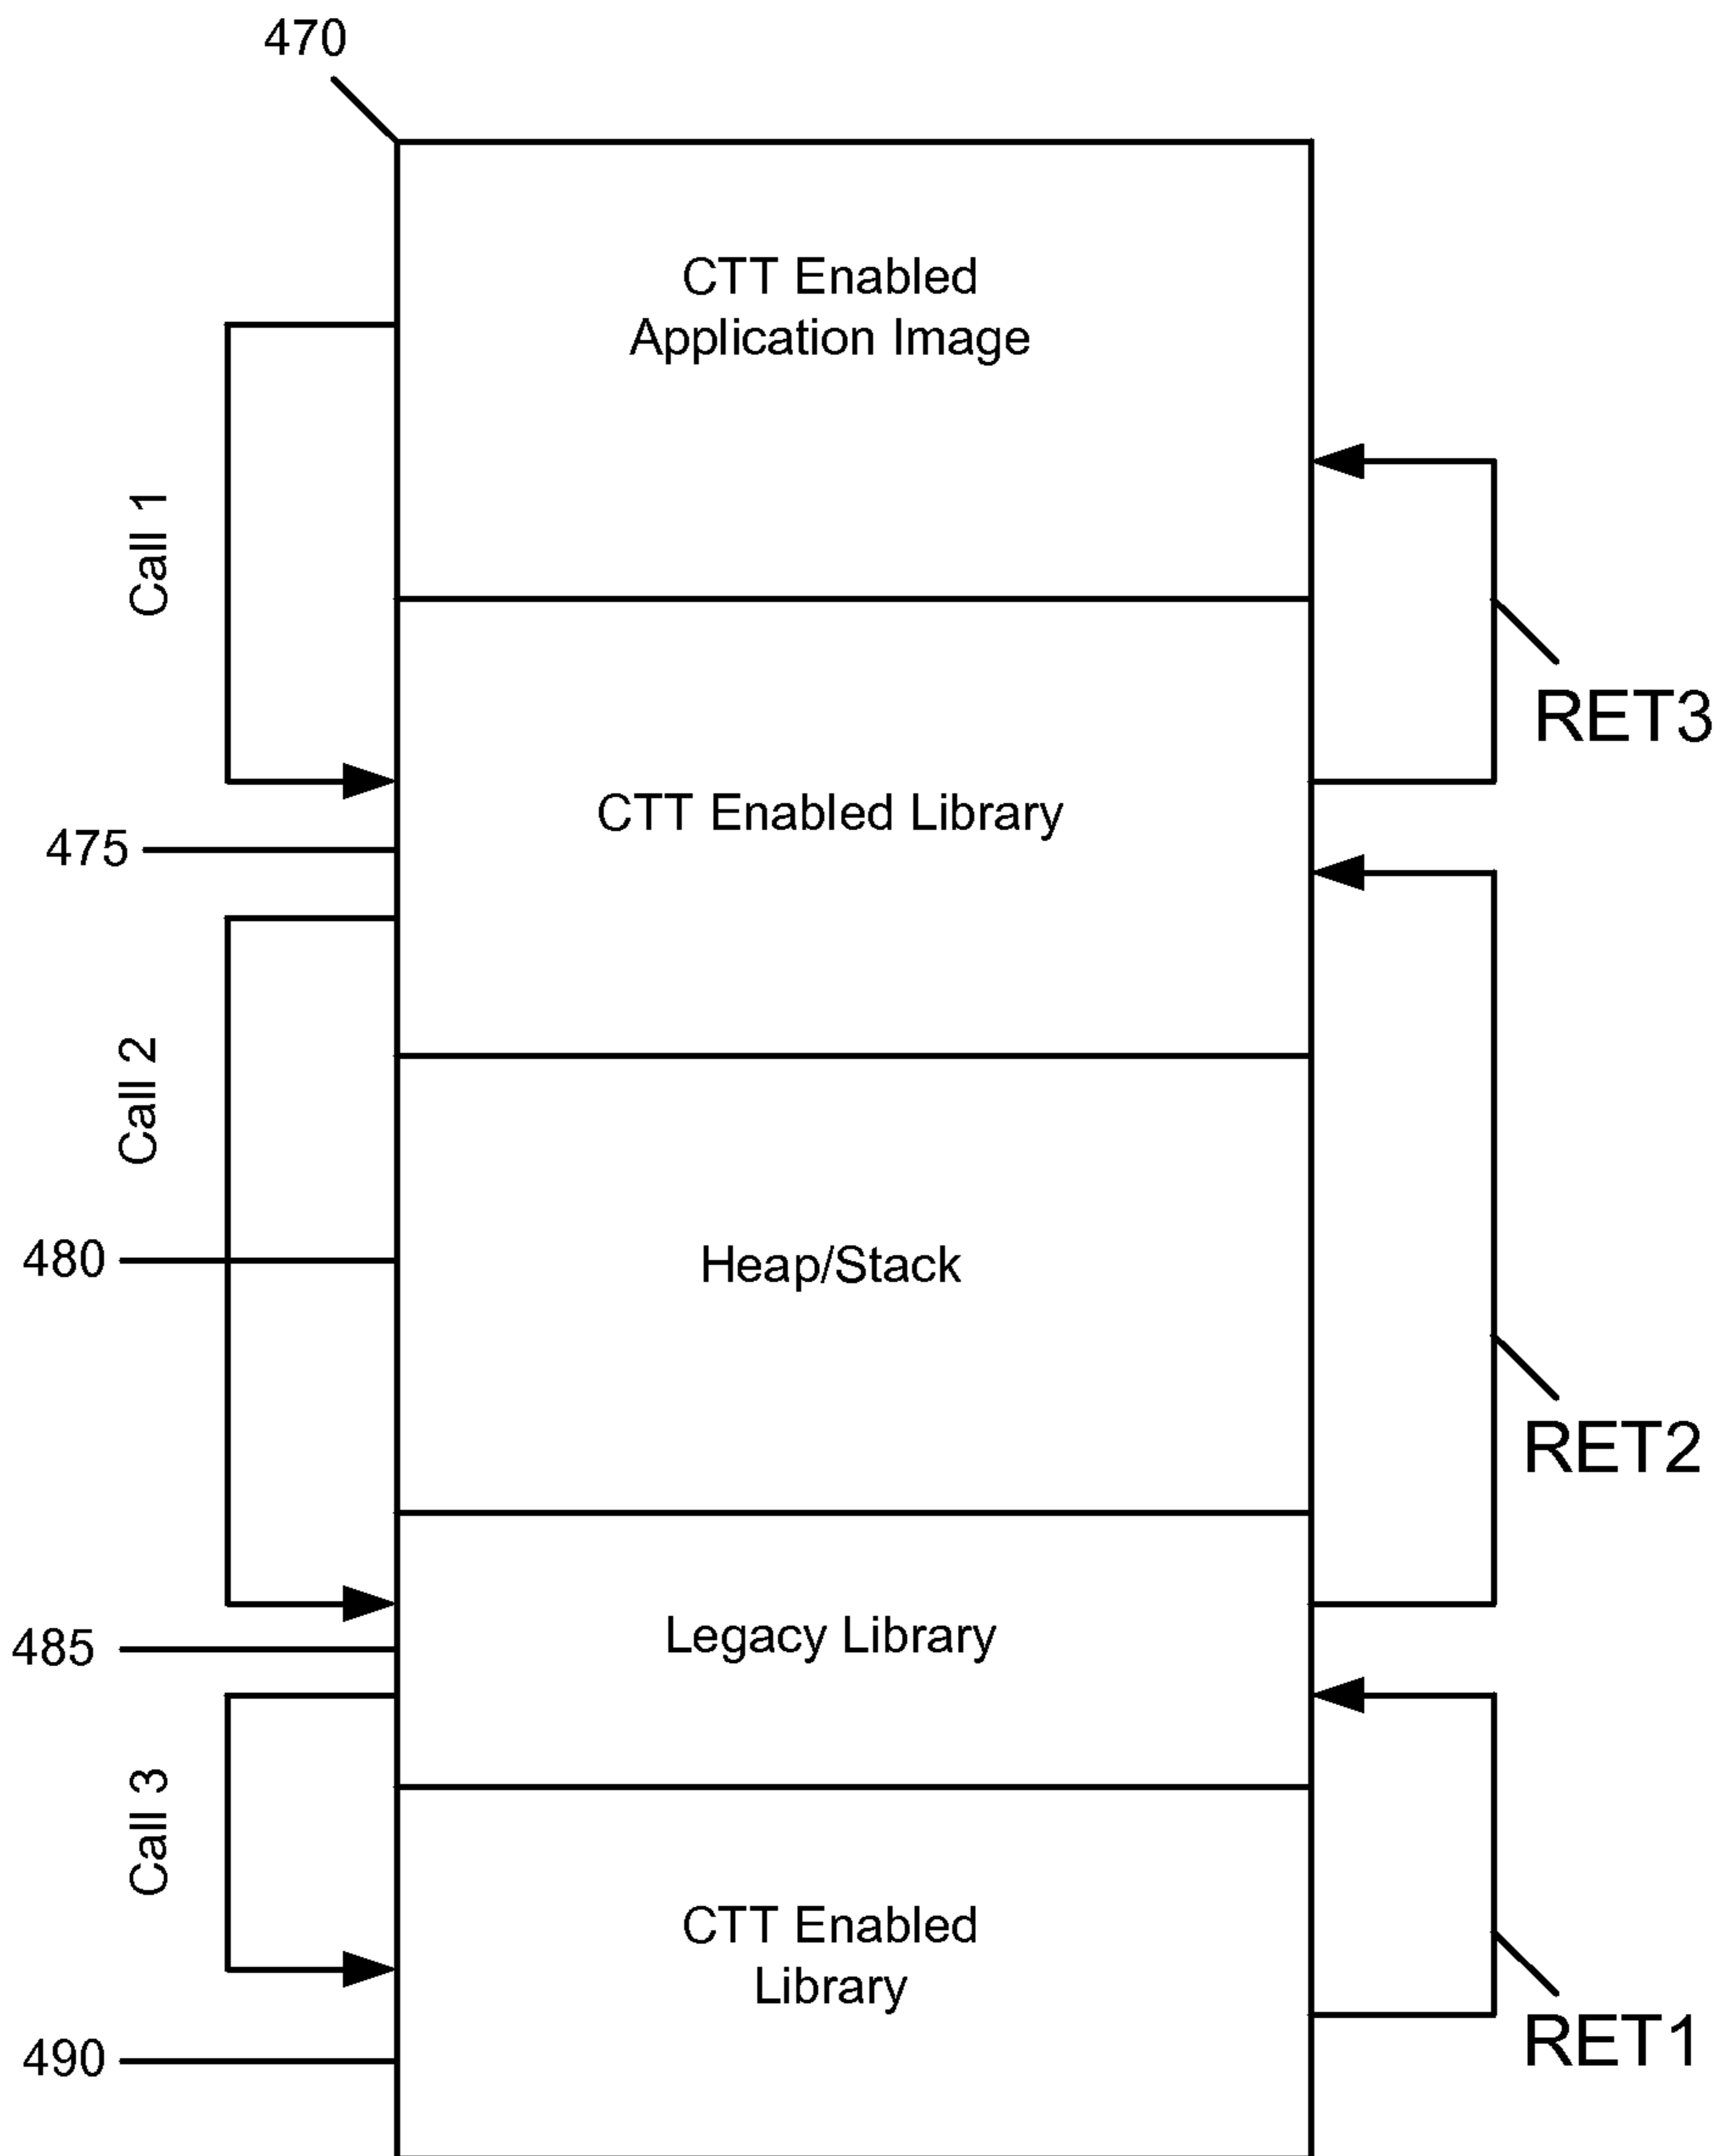 470
CTT Enabled
Application Image
Call 1
RET3
CTT Enabled Library
475
Call 2
480
Heap/Stack
RET2
Legacy Library
485
Call 3
CTT Enabled
Library
RET1
490